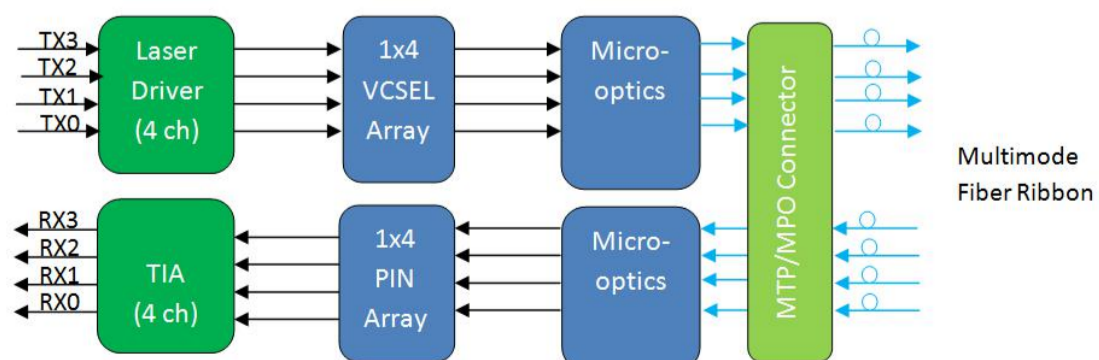 TX3
TX2
TX1
TX0
Laser
Driver
(4 ch)
1x4
VCSEL
Array
Micro-
optics
MTP/MPO Connector
Multimode
Fiber Ribbon
RX3
RX2
RX1
RX0
TIA
(4 ch)
1x4
PIN
Array
Micro-
optics